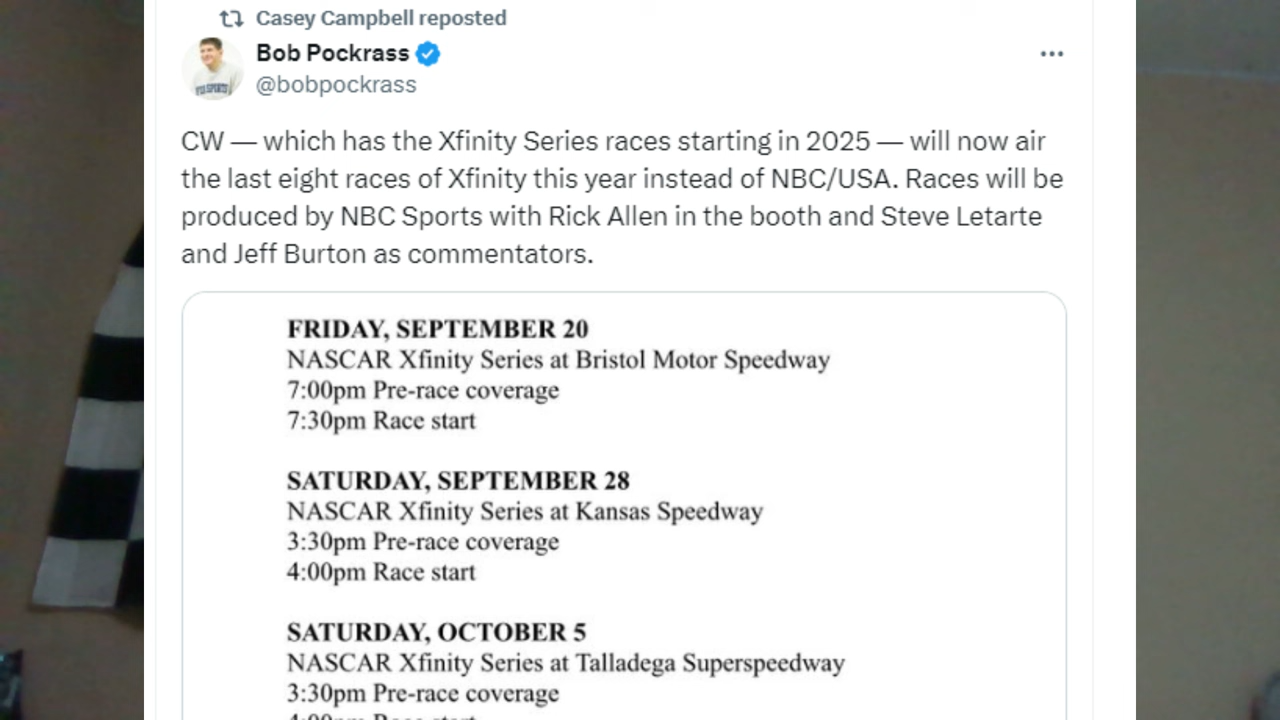 Casey Campbell reposted
Bob Pockrass
@bobpockrass
CW — which has the Xfinity Series races starting in 2025 — will now air
the last eight races of Xfinity this year instead of NBC/USA. Races will be
produced by NBC Sports with Rick Allen in the booth and Steve Letarte
and Jeff Burton as commentators.
FRIDAY, SEPTEMBER 20
NASCAR Xfinity Series at Bristol Motor Speedway
7:00pm Pre-race coverage
7:30pm Race start
SATURDAY, SEPTEMBER 28
NASCAR Xfinity Series at Kansas Speedway
3:30pm Pre-race coverage
4:00pm Race start
SATURDAY, OCTOBER 5
NASCAR Xfinity Series at Talladega Superspeedway
3:30pm Pre-race coverage